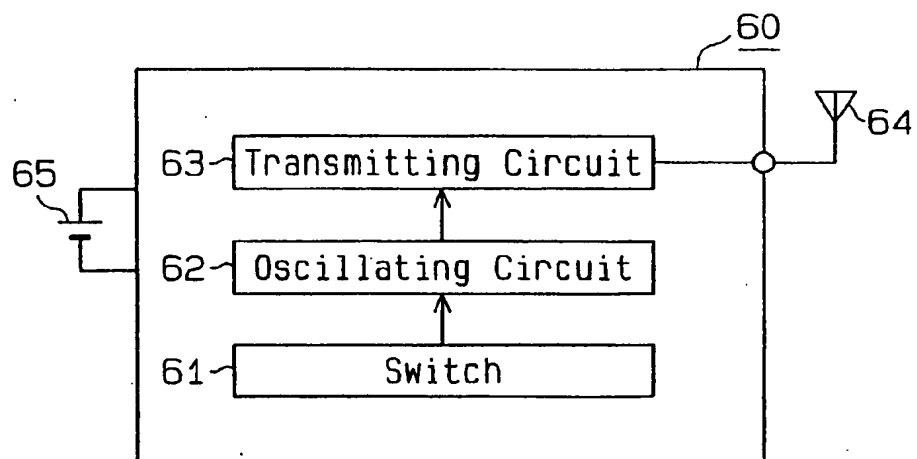 60
64
63 Transmitting Circuit
65
62 Oscillating Circuit
61 Switch